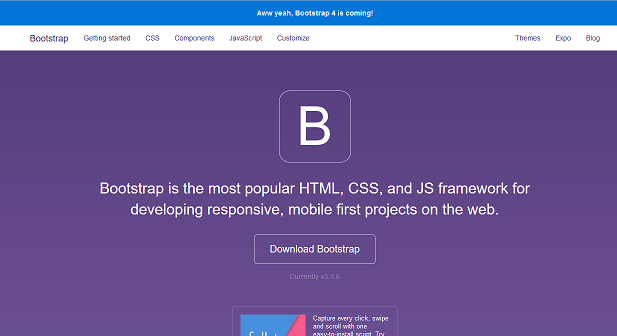 Aww yeah, Bootstrap 4 is coming!
Bootstrap Getting started CSS Components JavaScript Customize Themes Expo Blog
B
Bootstrap is the most popular HTML, CSS, and JS framework for
developing responsive, mobile first projects on the web.
Download Bootstrap
Currently v3.3.6
Capture every click, swipe
and scroll with one
easy-to-install script. Try